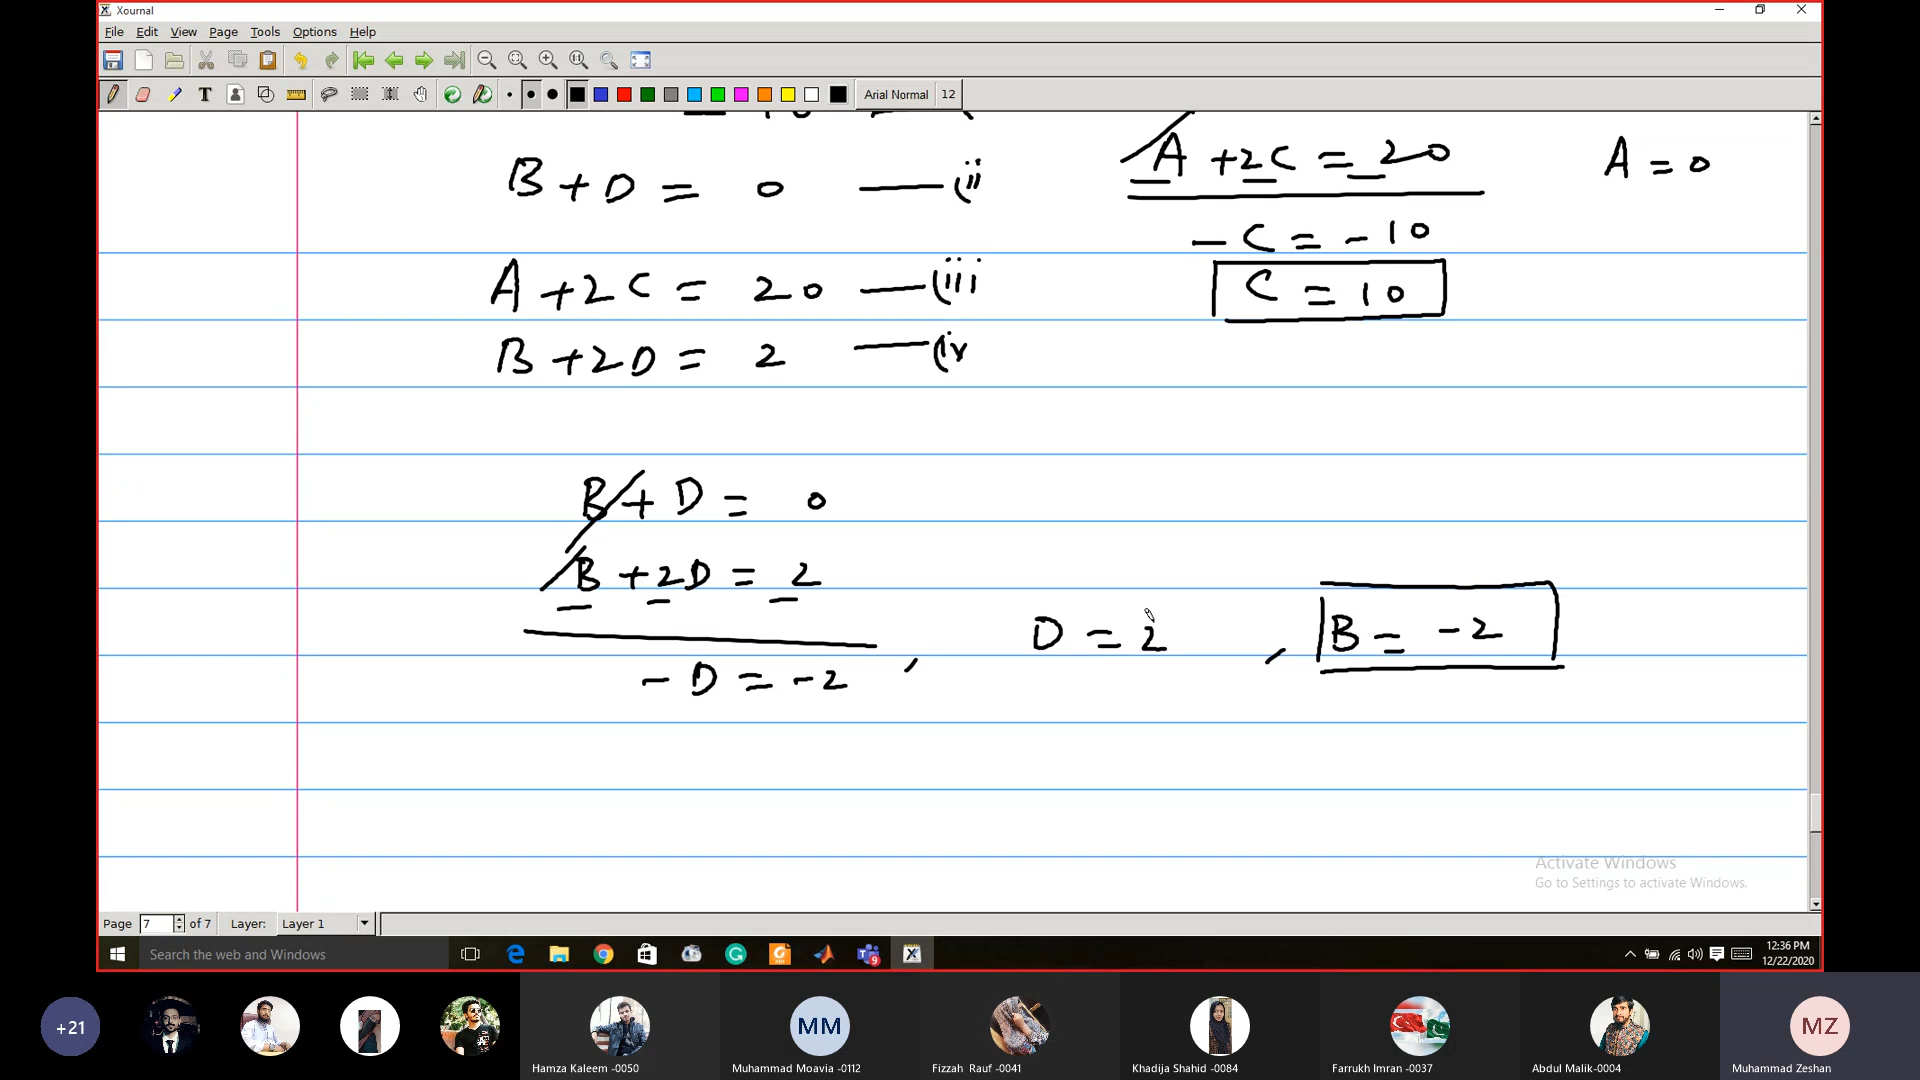 Xournal
File Edit View Page Tools Options Help
Arial Normal 12
B + D = 0 —(ii
A + 2C = 20 —(iii
B + 2D = 2 —(iv
A + 2C = 20
- C = - 10
C = 10
A = 0
B + D = 0
B + 2D = 2
- D = - 2 ,
D = 2 ,
B = - 2
Activate Windows
Go to Settings to activate Windows.
Page 7 of 7 Layer: Layer 1
Search the web and Windows
9
12:36 PM
12/22/2020
+21
Hamza Kaleem -0050
MM
Muhammad Moavia -0112
Fizzah Rauf -0041
Khadija Shahid -0084
Farrukh Imran -0037
Abdul Malik-0004
MZ
Muhammad Zeshan